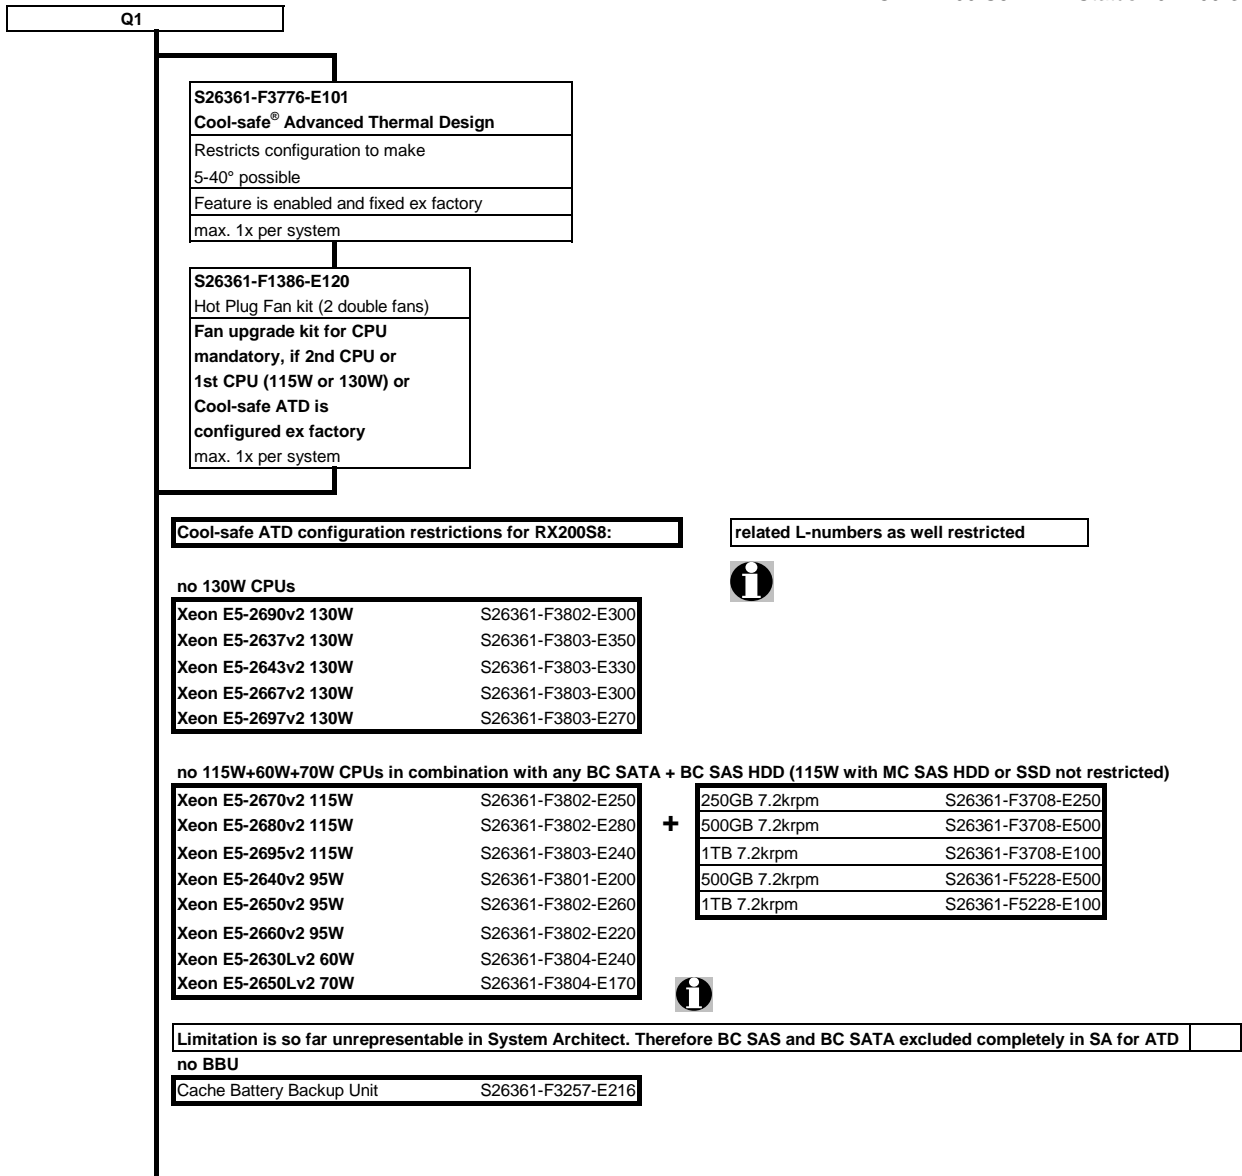 Q1
S26361-F3776-E101
Cool-safe® Advanced Thermal Design
Restricts configuration to make
5-40° possible
Feature is enabled and fixed ex factory
max. 1x per system
S26361-F1386-E120
Hot Plug Fan kit (2 double fans)
Fan upgrade kit for CPU
mandatory, if 2nd CPU or
1st CPU (115W or 130W) or
Cool-safe ATD is
configured ex factory
max. 1x per system
Cool-safe ATD configuration restrictions for RX200S8: related L-numbers as well restricted
no 130W CPUs
Xeon E5-2690v2 130W S26361-F3802-E300
Xeon E5-2637v2 130W S26361-F3803-E350
Xeon E5-2643v2 130W S26361-F3803-E330
Xeon E5-2667v2 130W S26361-F3803-E300
Xeon E5-2697v2 130W S26361-F3803-E270
no 115W+60W+70W CPUs in combination with any BC SATA + BC SAS HDD (115W with MC SAS HDD or SSD not restricted)
Xeon E5-2670v2 115W S26361-F3802-E250 250GB 7.2krpm S26361-F3708-E250
Xeon E5-2680v2 115W S26361-F3802-E280 + 500GB 7.2krpm S26361-F3708-E500
Xeon E5-2695v2 115W S26361-F3803-E240 1TB 7.2krpm S26361-F3708-E100
Xeon E5-2640v2 95W S26361-F3801-E200 500GB 7.2krpm S26361-F5228-E500
Xeon E5-2650v2 95W S26361-F3802-E260 1TB 7.2krpm S26361-F5228-E100
Xeon E5-2660v2 95W S26361-F3802-E220
Xeon E5-2630Lv2 60W S26361-F3804-E240
Xeon E5-2650Lv2 70W S26361-F3804-E170
Limitation is so far unrepresentable in System Architect. Therefore BC SAS and BC SATA excluded completely in SA for ATD
no BBU
Cache Battery Backup Unit S26361-F3257-E216